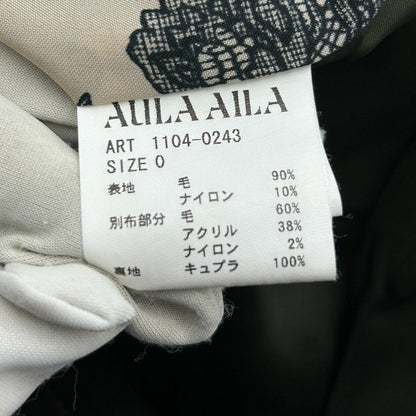 AULA AILA
ART 1104-0243
SIZE 0
表地 毛 90%
ナイロン 10%
別布部分 毛 60%
アクリル 38%
ナイロン 2%
裏地 キュプラ 100%